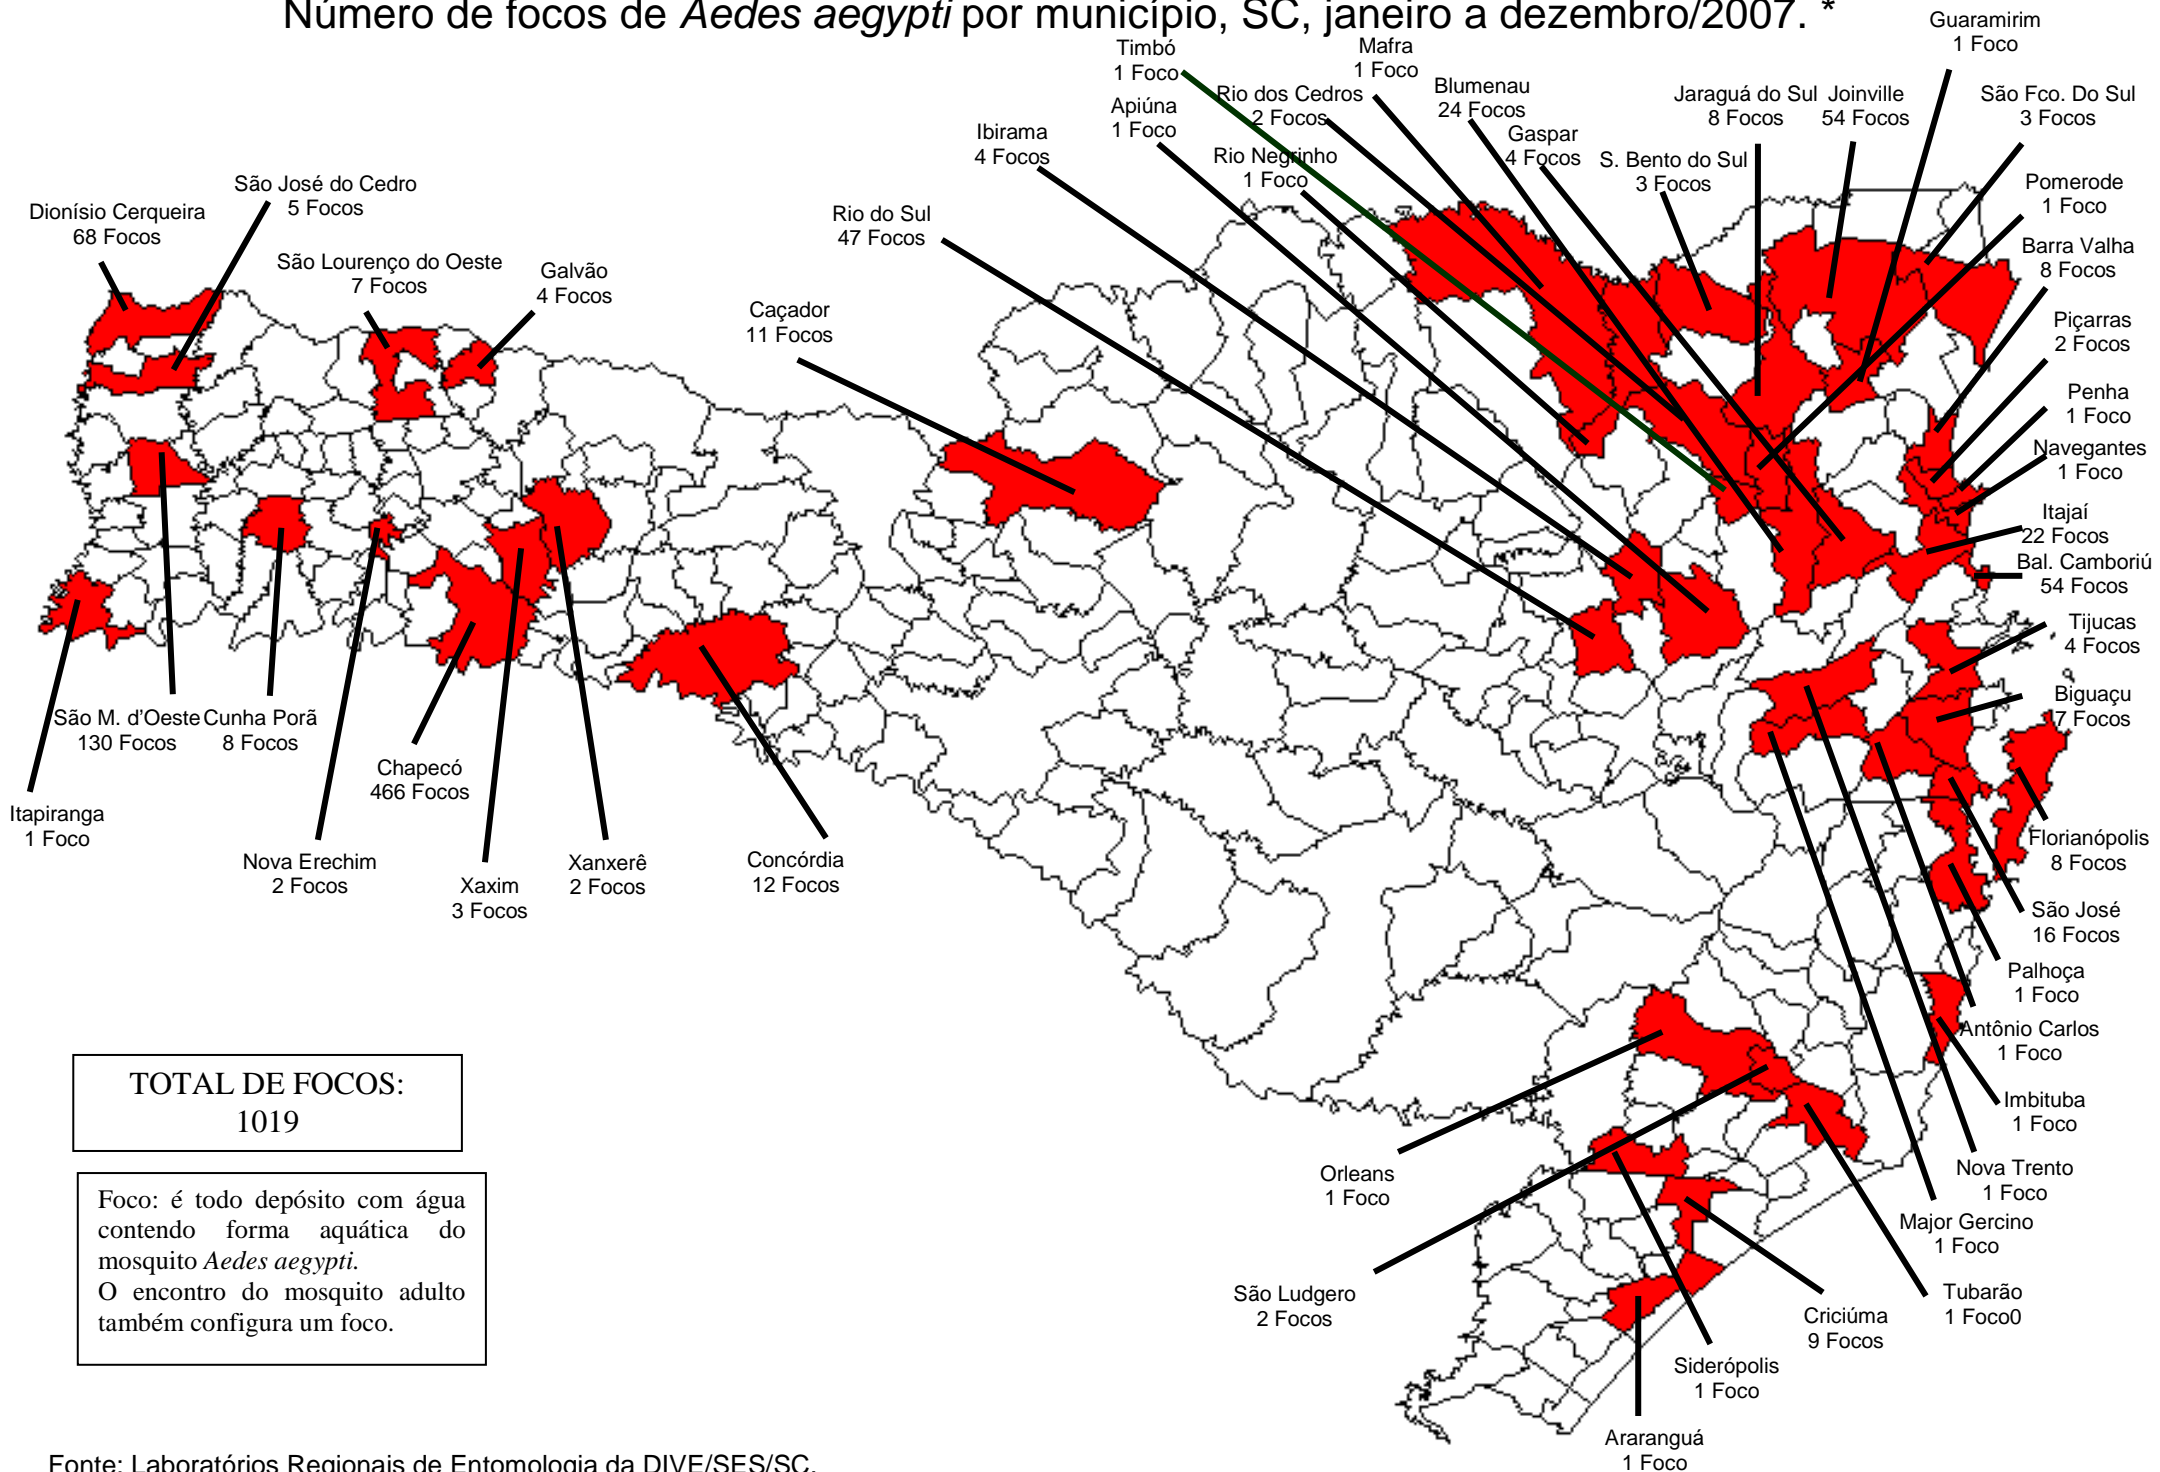 Número de focos de Aedes aegypti por município, SC, janeiro a dezembro/2007. *
Guaramirim
1 Foco
Timbó
1 Foco
Mafra
1 Foco
Rio dos Cedros
2 Focos
Blumenau
24 Focos
Jaraguá do Sul
8 Focos
Joinville
54 Focos
São Fco. Do Sul
3 Focos
Apiúna
1 Foco
Ibirama
4 Focos
Gaspar
4 Focos
Rio Negrinho
1 Foco
S. Bento do Sul
3 Focos
Pomerode
1 Foco
São José do Cedro
5 Focos
Dionísio Cerqueira
68 Focos
Rio do Sul
47 Focos
Barra Valha
8 Focos
São Lourenço do Oeste
7 Focos
Galvão
4 Focos
Caçador
11 Focos
Piçarras
2 Focos
Penha
1 Foco
Navegantes
1 Foco
Itajaí
22 Focos
Bal. Camboriú
54 Focos
Tijucas
4 Focos
Biguaçu
7 Focos
São M. d'Oeste
130 Focos
Cunha Porã
8 Focos
Chapecó
466 Focos
Itapiranga
1 Foco
Nova Erechim
2 Focos
Xaxim
3 Focos
Xanxerê
2 Focos
Concórdia
12 Focos
Florianópolis
8 Focos
São José
16 Focos
Palhoça
1 Foco
Antônio Carlos
1 Foco
Imbituba
1 Foco
Nova Trento
1 Foco
Major Gercino
1 Foco
Tubarão
1 Foco0
Orleans
1 Foco
São Ludgero
2 Focos
Criciúma
9 Focos
Siderópolis
1 Foco
Araranguá
1 Foco
TOTAL DE FOCOS:
1019
Foco: é todo depósito com água
contendo forma aquática do
mosquito Aedes aegypti.
O encontro do mosquito adulto
também configura um foco.
Fonte: Laboratórios Regionais de Entomologia da DIVE/SES/SC.